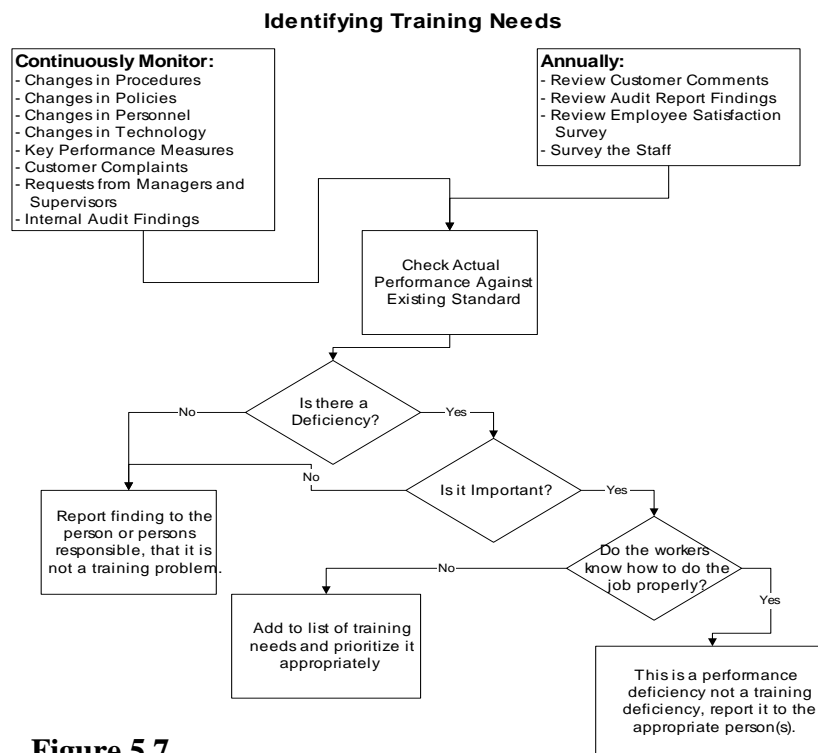 Identifying Training Needs
Continuously Monitor:
- Changes in Procedures
- Changes in Policies
- Changes in Personnel
- Changes in Technology
- Key Performance Measures
- Customer Complaints
- Requests from Managers and
Supervisors
- Internal Audit Findings
Annually:
- Review Customer Comments
- Review Audit Report Findings
- Review Employee Satisfaction
Survey
- Survey the Staff
Check Actual
Performance Against
Existing Standard
Is there a
Deficiency?
No
Yes
Is it Important?
No
Yes
Report finding to the
person or persons
responsible, that it is
not a training problem.
Do the workers
know how to do the
job properly?
No
Yes
Add to list of training
needs and prioritize it
appropriately
This is a performance
deficiency not a training
deficiency, report it to the
appropriate person(s).
Figure 5.7